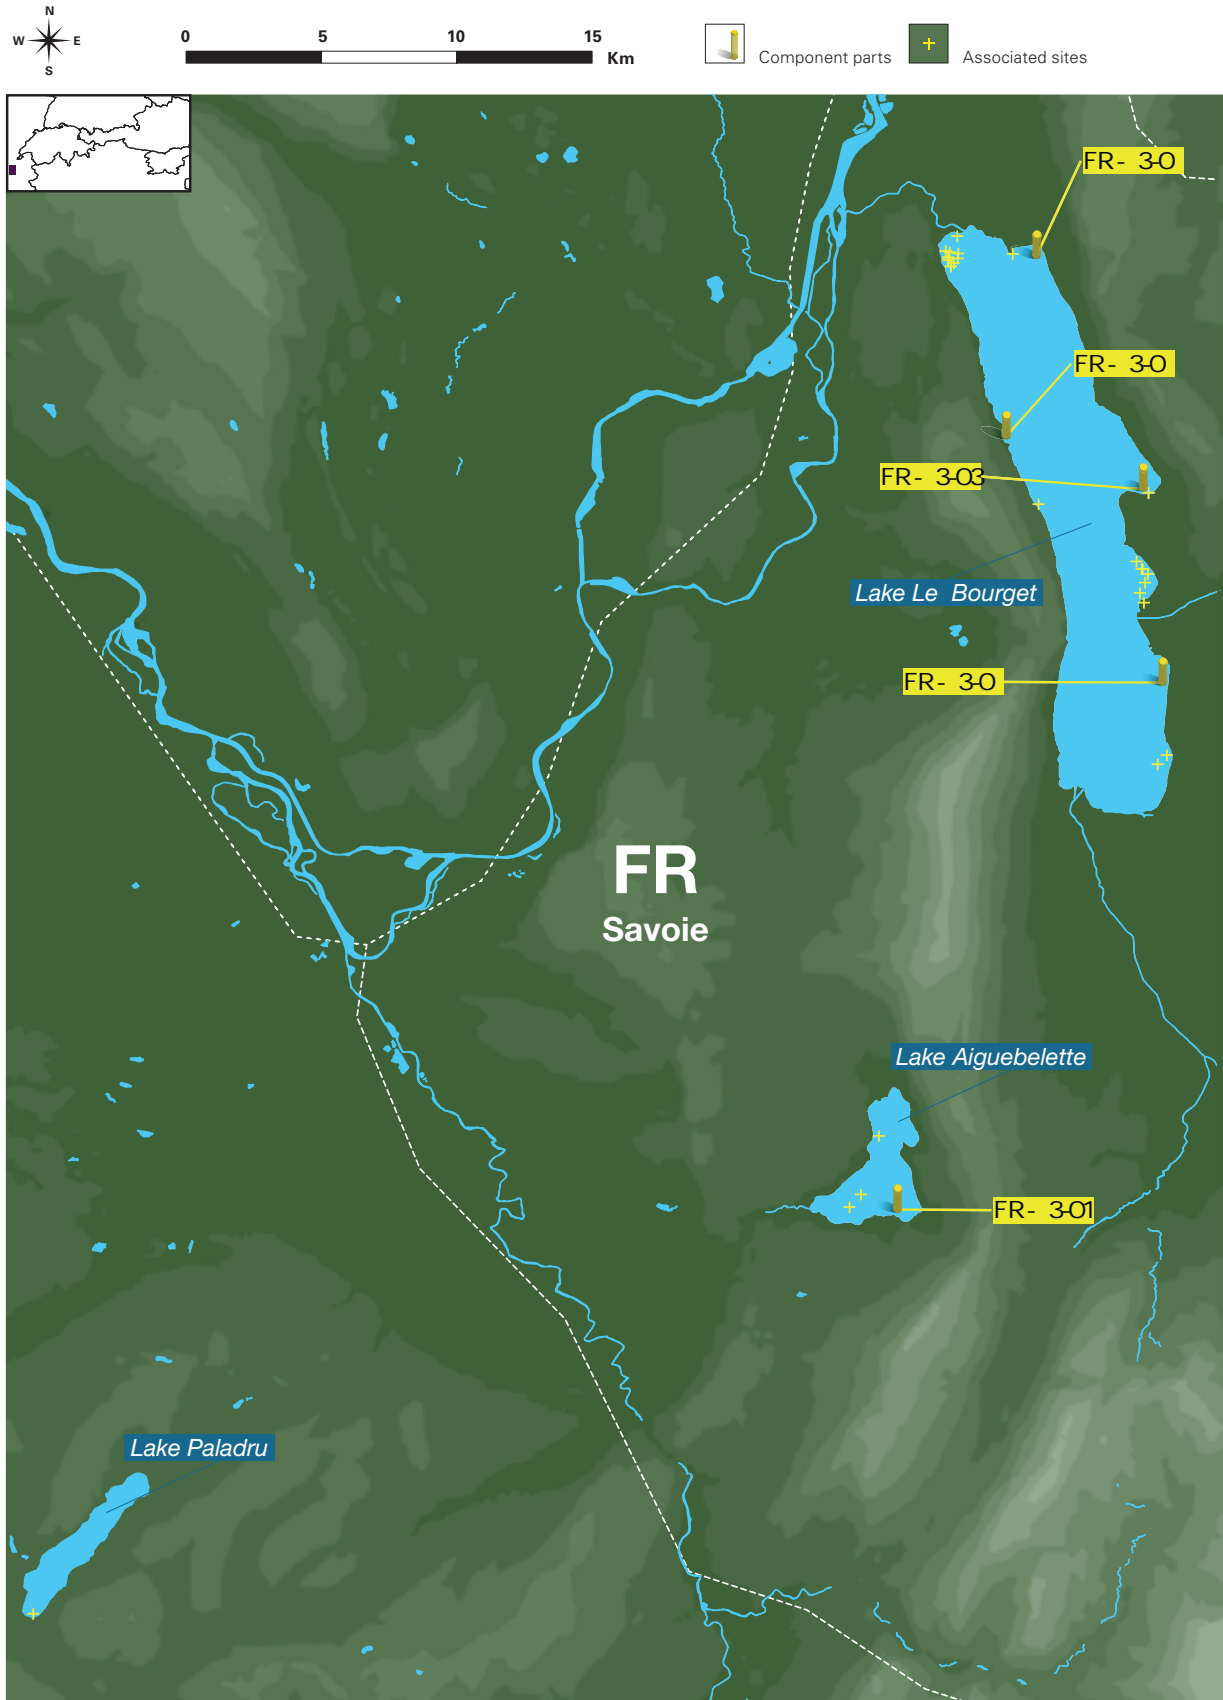 N
W E
S
0 5 10 15
Km
Component parts
Associated sites
FR- 3-0
FR- 3-0
FR- 3-03
Lake Le Bourget
FR- 3-0
FR
Savoie
Lake Aiguebelette
FR- 3-01
Lake Paladru